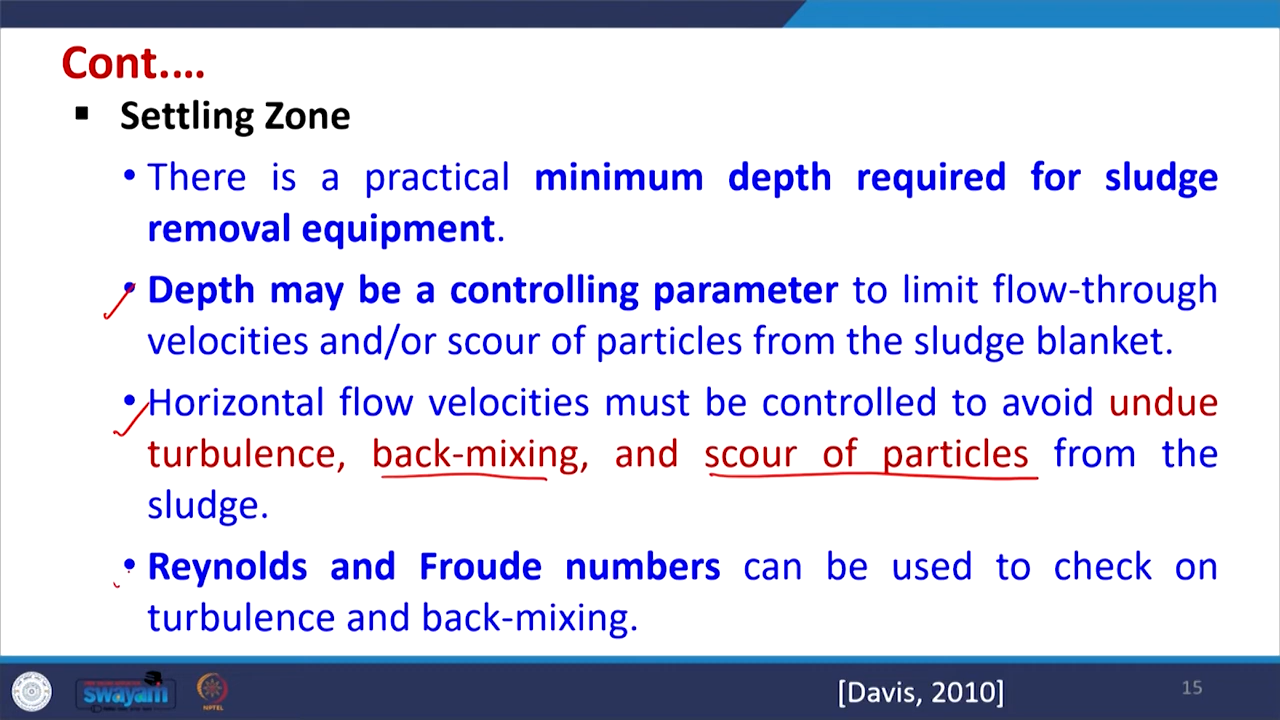 Cont.…
▪ Settling Zone
• There is a practical minimum depth required for sludge
removal equipment.
• Depth may be a controlling parameter to limit flow-through
velocities and/or scour of particles from the sludge blanket.
• Horizontal flow velocities must be controlled to avoid undue
turbulence, back-mixing, and scour of particles from the
sludge.
• Reynolds and Froude numbers can be used to check on
turbulence and back-mixing.
swayam
NPTEL
[Davis, 2010]
15